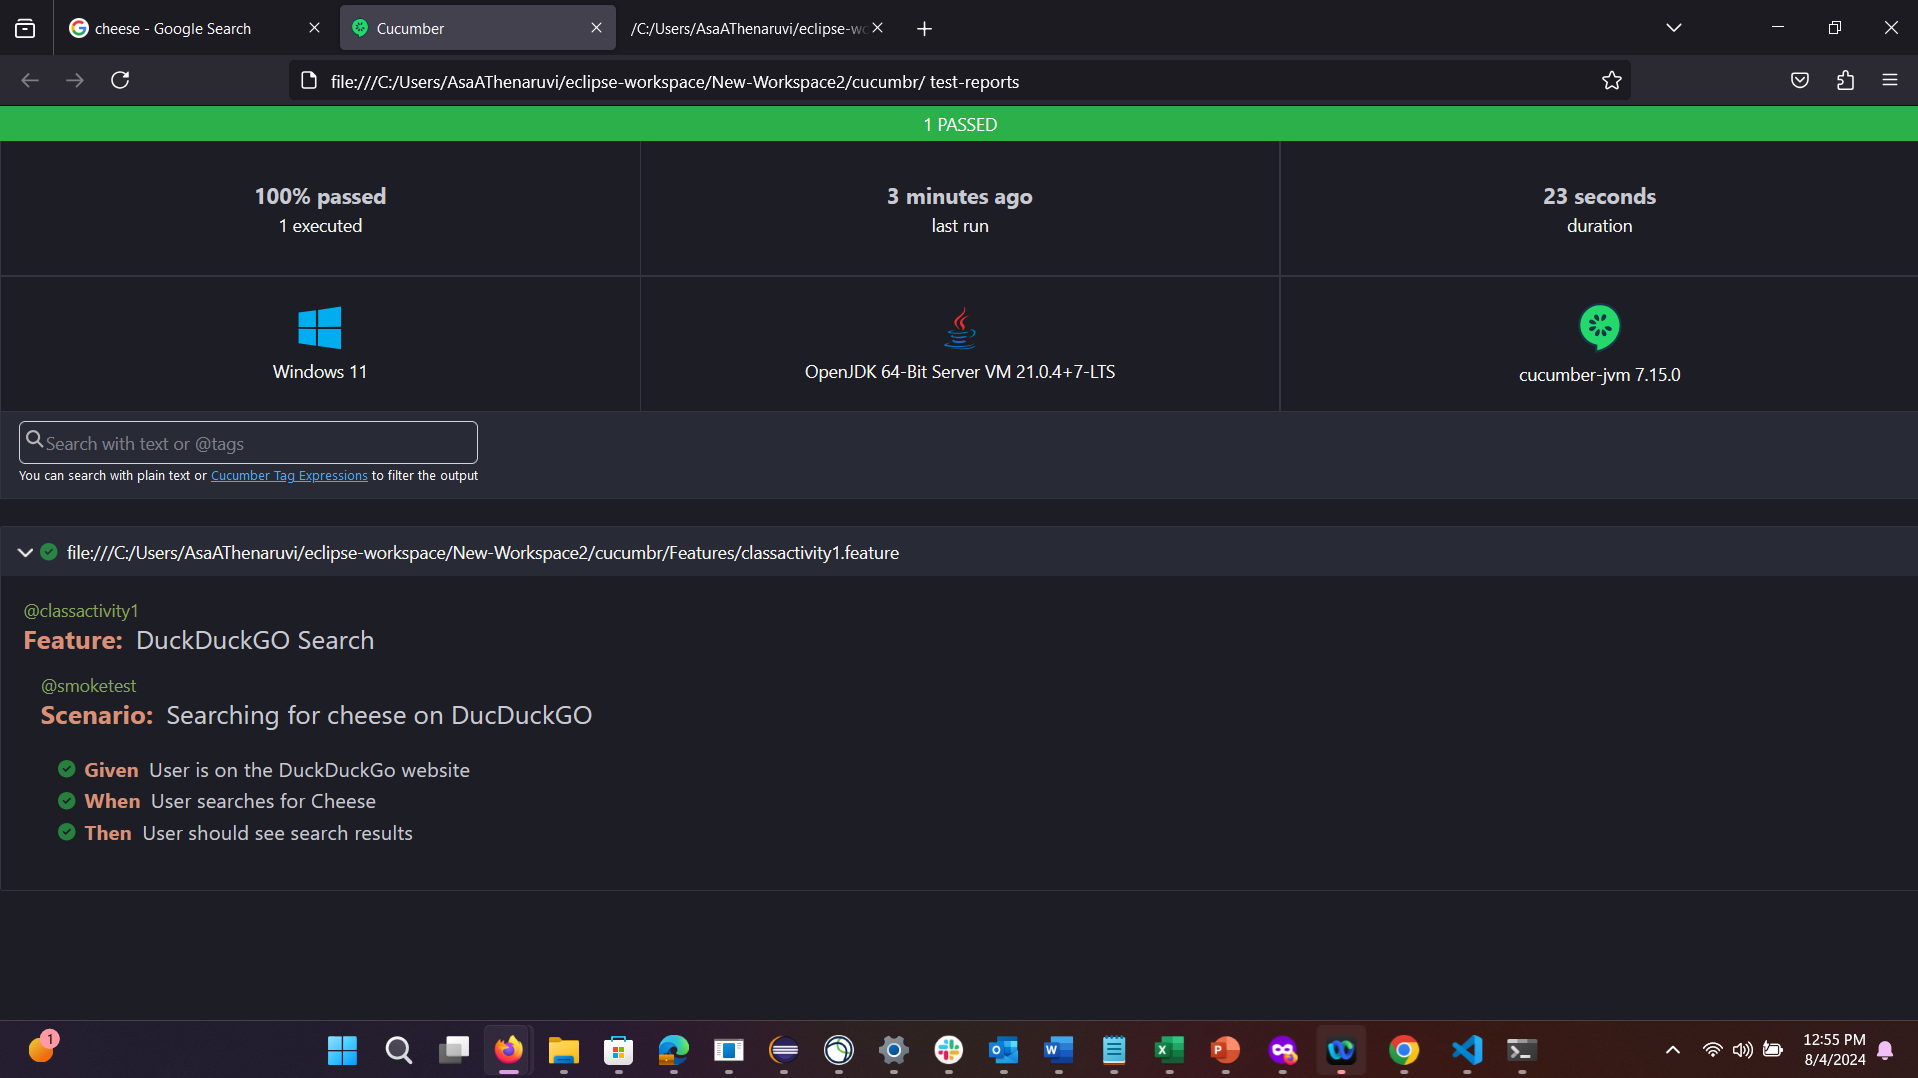 cheese - Google Search
Cucumber
/C:/Users/AsaAThenaruvi/eclipse-wo
file:///C:/Users/AsaAThenaruvi/eclipse-workspace/New-Workspace2/cucumbr/ test-reports
1 PASSED
100% passed
1 executed
3 minutes ago
last run
23 seconds
duration
Windows 11
OpenJDK 64-Bit Server VM 21.0.4+7-LTS
cucumber-jvm 7.15.0
Search with text or @tags
You can search with plain text or Cucumber Tag Expressions to filter the output
file:///C:/Users/AsaAThenaruvi/eclipse-workspace/New-Workspace2/cucumbr/Features/classactivity1.feature
@classactivity1
Feature: DuckDuckGO Search
@smoketest
Scenario: Searching for cheese on DucDuckGO
Given User is on the DuckDuckGo website
When User searches for Cheese
Then User should see search results
1
12:55 PM
8/4/2024